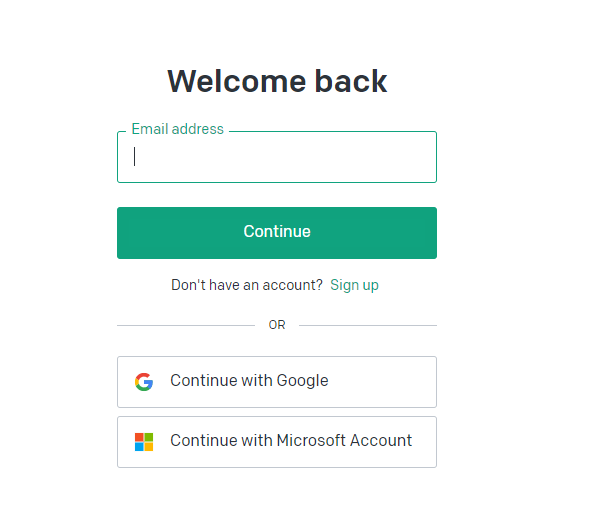 Welcome back
Email address
Continue
Don't have an account? Sign up
OR
Continue with Google
Continue with Microsoft Account